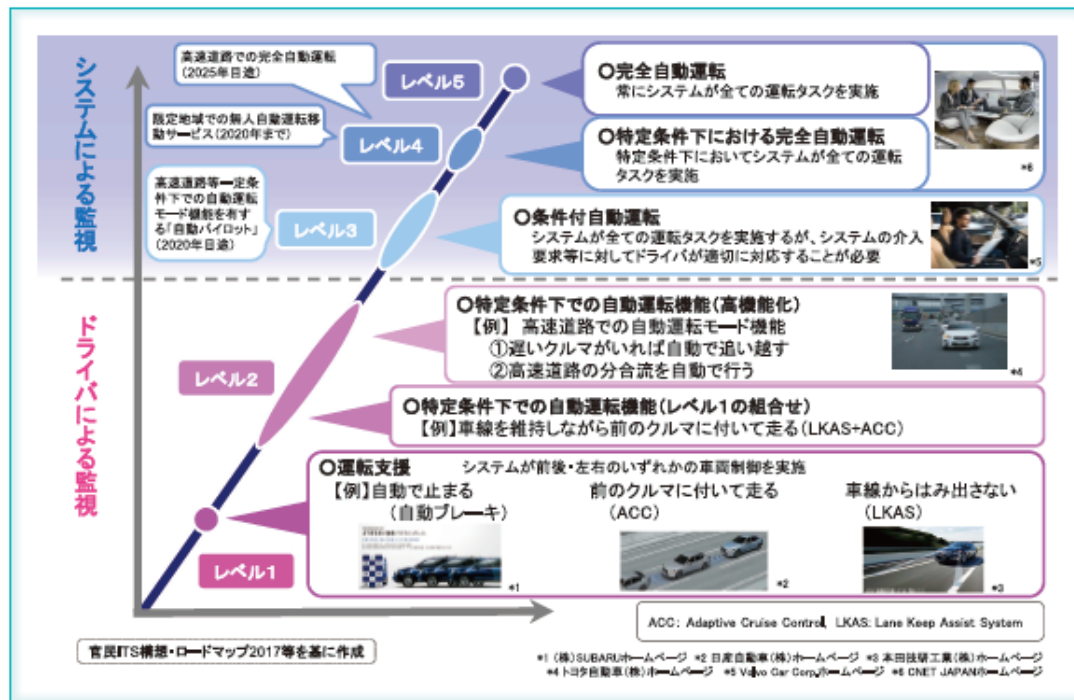 システムによる監視
ドライバによる監視
高速道路での完全自動運転
(2025年目途)
限定地域での無人自動運転移
動サービス(2020年まで)
高速道路等一定条
件下での自動運転
モード機能を有す
る「自動パイロット」
(2020年目途)
レベル5
レベル4
レベル3
レベル2
レベル1
○完全自動運転
常にシステムが全ての運転タスクを実施
○特定条件下における完全自動運転
特定条件下においてシステムが全ての運転
タスクを実施
*6
○条件付自動運転
システムが全ての運転タスクを実施するが、システムの介入
要求等に対してドライバが適切に対応することが必要
*5
○特定条件下での自動運転機能(高機能化)
【例】 高速道路での自動運転モード機能
①遅いクルマがいれば自動で追い越す
②高速道路の分合流を自動で行う
*4
○特定条件下での自動運転機能(レベル1の組合せ)
【例】車線を維持しながら前のクルマに付いて走る(LKAS+ACC)
○運転支援 システムが前後・左右のいずれかの車両制御を実施
【例】自動で止まる
(自動ブレーキ)
*1
前のクルマに付いて走る
(ACC)
*2
車線からはみ出さない
(LKAS)
*3
ACC: Adaptive Cruise Control, LKAS: Lane Keep Assist System
官民ITS構想・ロードマップ2017等を基に作成
*1 (株)SUBARUホームページ *2 日産自動車(株)ホームページ *3 本田技研工業(株)ホームページ
*4 トヨタ自動車(株)ホームページ *5 Volvo Car Corp.ホームページ *6 CNET JAPANホームページ